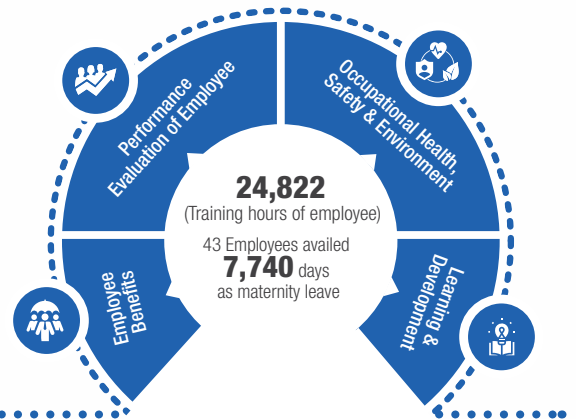 Performance
Evaluation of Employee
Occupational Health,
Safety & Environment
24,822
(Training hours of employee)
43 Employees availed
7,740 days
as maternity leave
Employee
Benefits
Learning &
Development